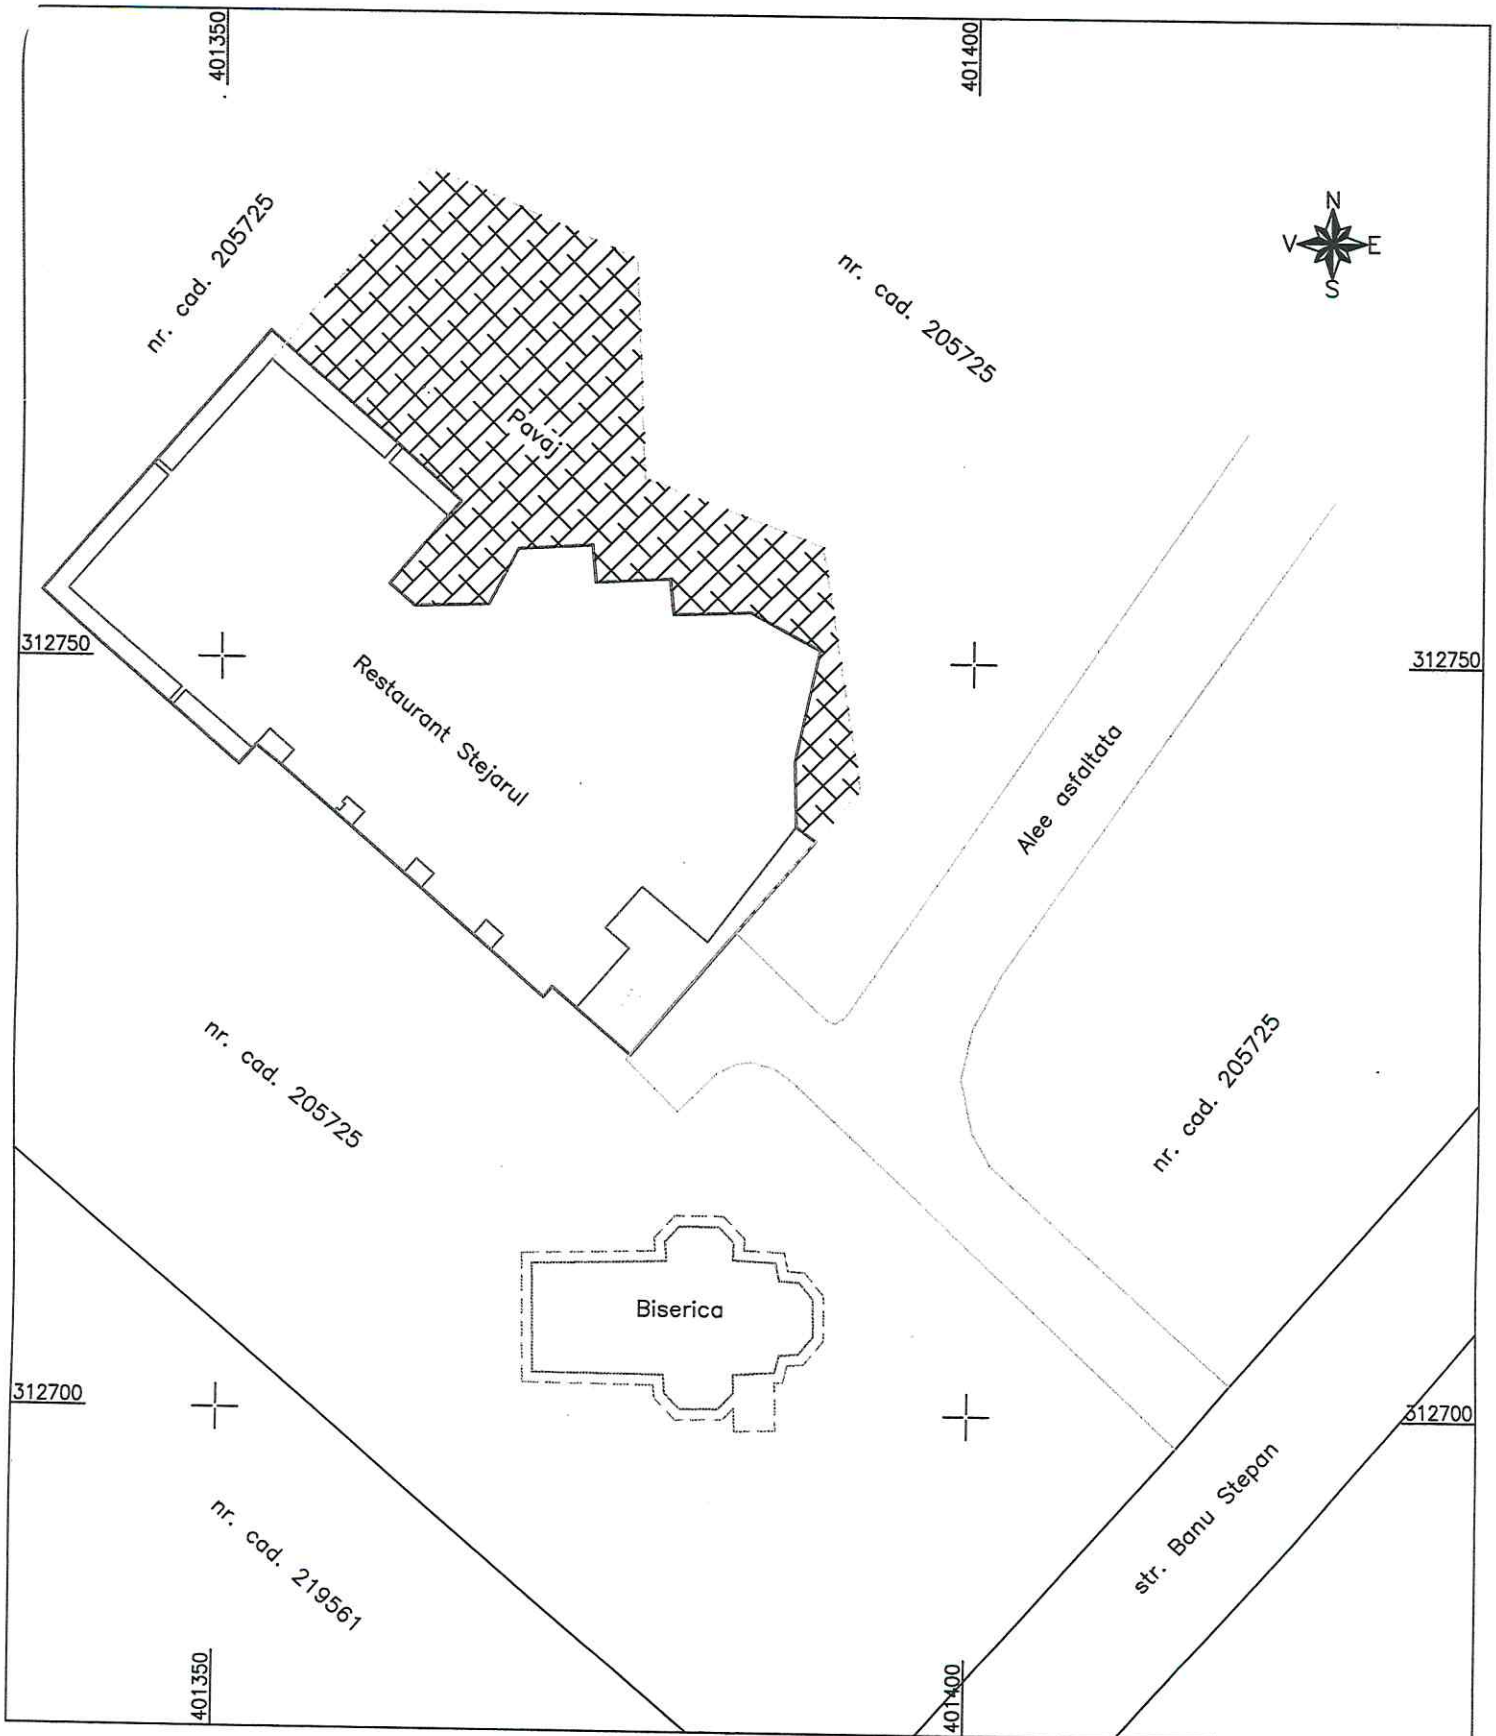 401350
401400
nr. cad. 205725
nr. cad. 205725
N
V E
S
Pavaj
312750
312750
Restaurant Stejarul
Alee asfaltata
nr. cad. 205725
nr. cad. 205725
Biserica
312700
312700
nr. cad. 219561
str. Banu Stepan
401350
401400